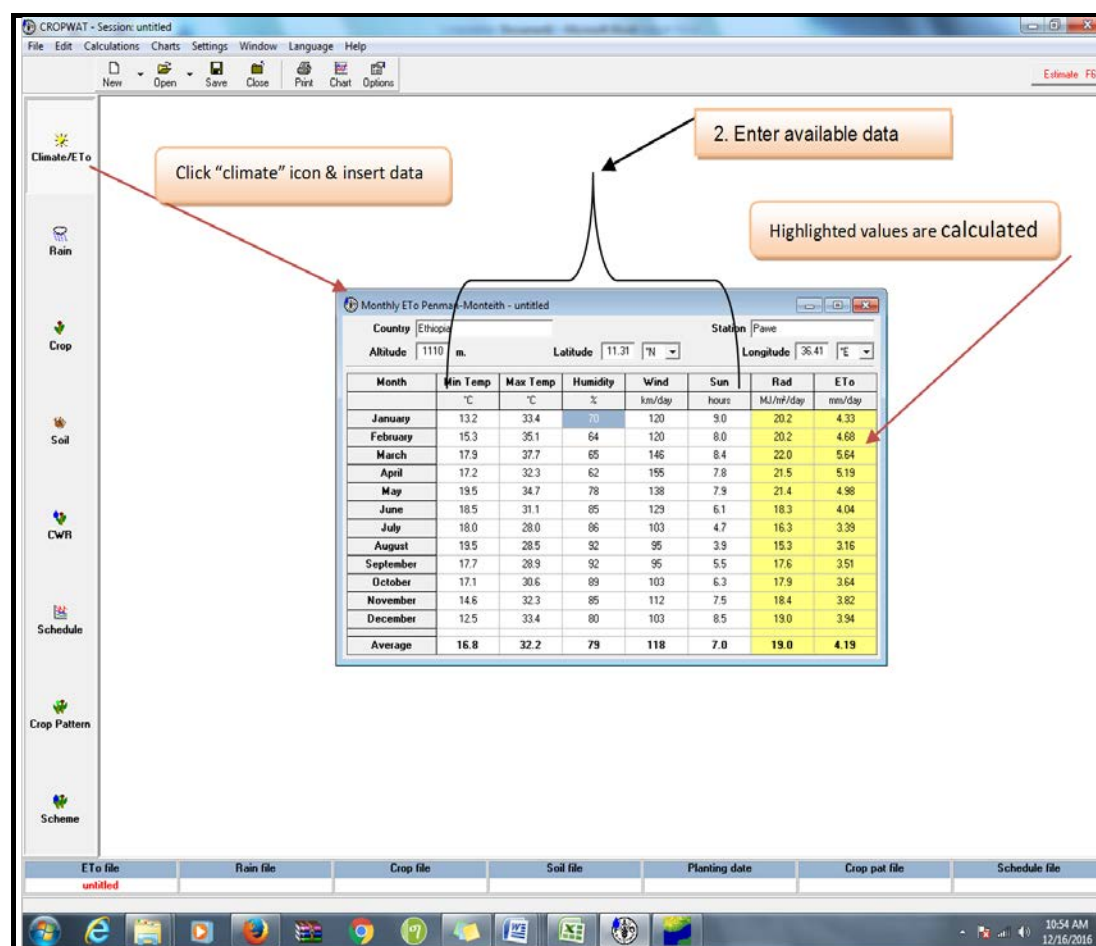 CROPWAT - Session: untitled
File Edit Calculations Charts Settings Window Language Help
New Open Save Close Print Chart Options
Estimate F6
Climate/ETo
Rain
Crop
Soil
CWR
Schedule
Crop Pattern
Scheme
Click “climate” icon & insert data
2. Enter available data
Highlighted values are calculated
Monthly ETo Penman-Monteith - untitled
Country Ethiopia Station Pawe
Altitude 1110 m. Latitude 11.31 °N Longitude 36.41 °E
Month Min Temp Max Temp Humidity Wind Sun Rad ETo
°C °C % km/day hours MJ/m²/day mm/day
January 13.2 33.4 70 120 9.0 20.2 4.33
February 15.3 35.1 64 120 8.0 20.2 4.68
March 17.9 37.7 65 146 8.4 22.0 5.64
April 17.2 32.3 62 155 7.8 21.5 5.19
May 19.5 34.7 78 138 7.9 21.4 4.98
June 18.5 31.1 85 129 6.1 18.3 4.04
July 18.0 28.0 86 103 4.7 16.3 3.39
August 19.5 28.5 92 95 3.9 15.3 3.16
September 17.7 28.9 92 95 5.5 17.6 3.51
October 17.1 30.6 89 103 6.3 17.9 3.64
November 14.6 32.3 85 112 7.5 18.4 3.82
December 12.5 33.4 80 103 8.5 19.0 3.94
Average 16.8 32.2 79 118 7.0 19.0 4.19
ETo file Rain file Crop file Soil file Planting date Crop pat file Schedule file
untitled
10:54 AM
12/16/2016